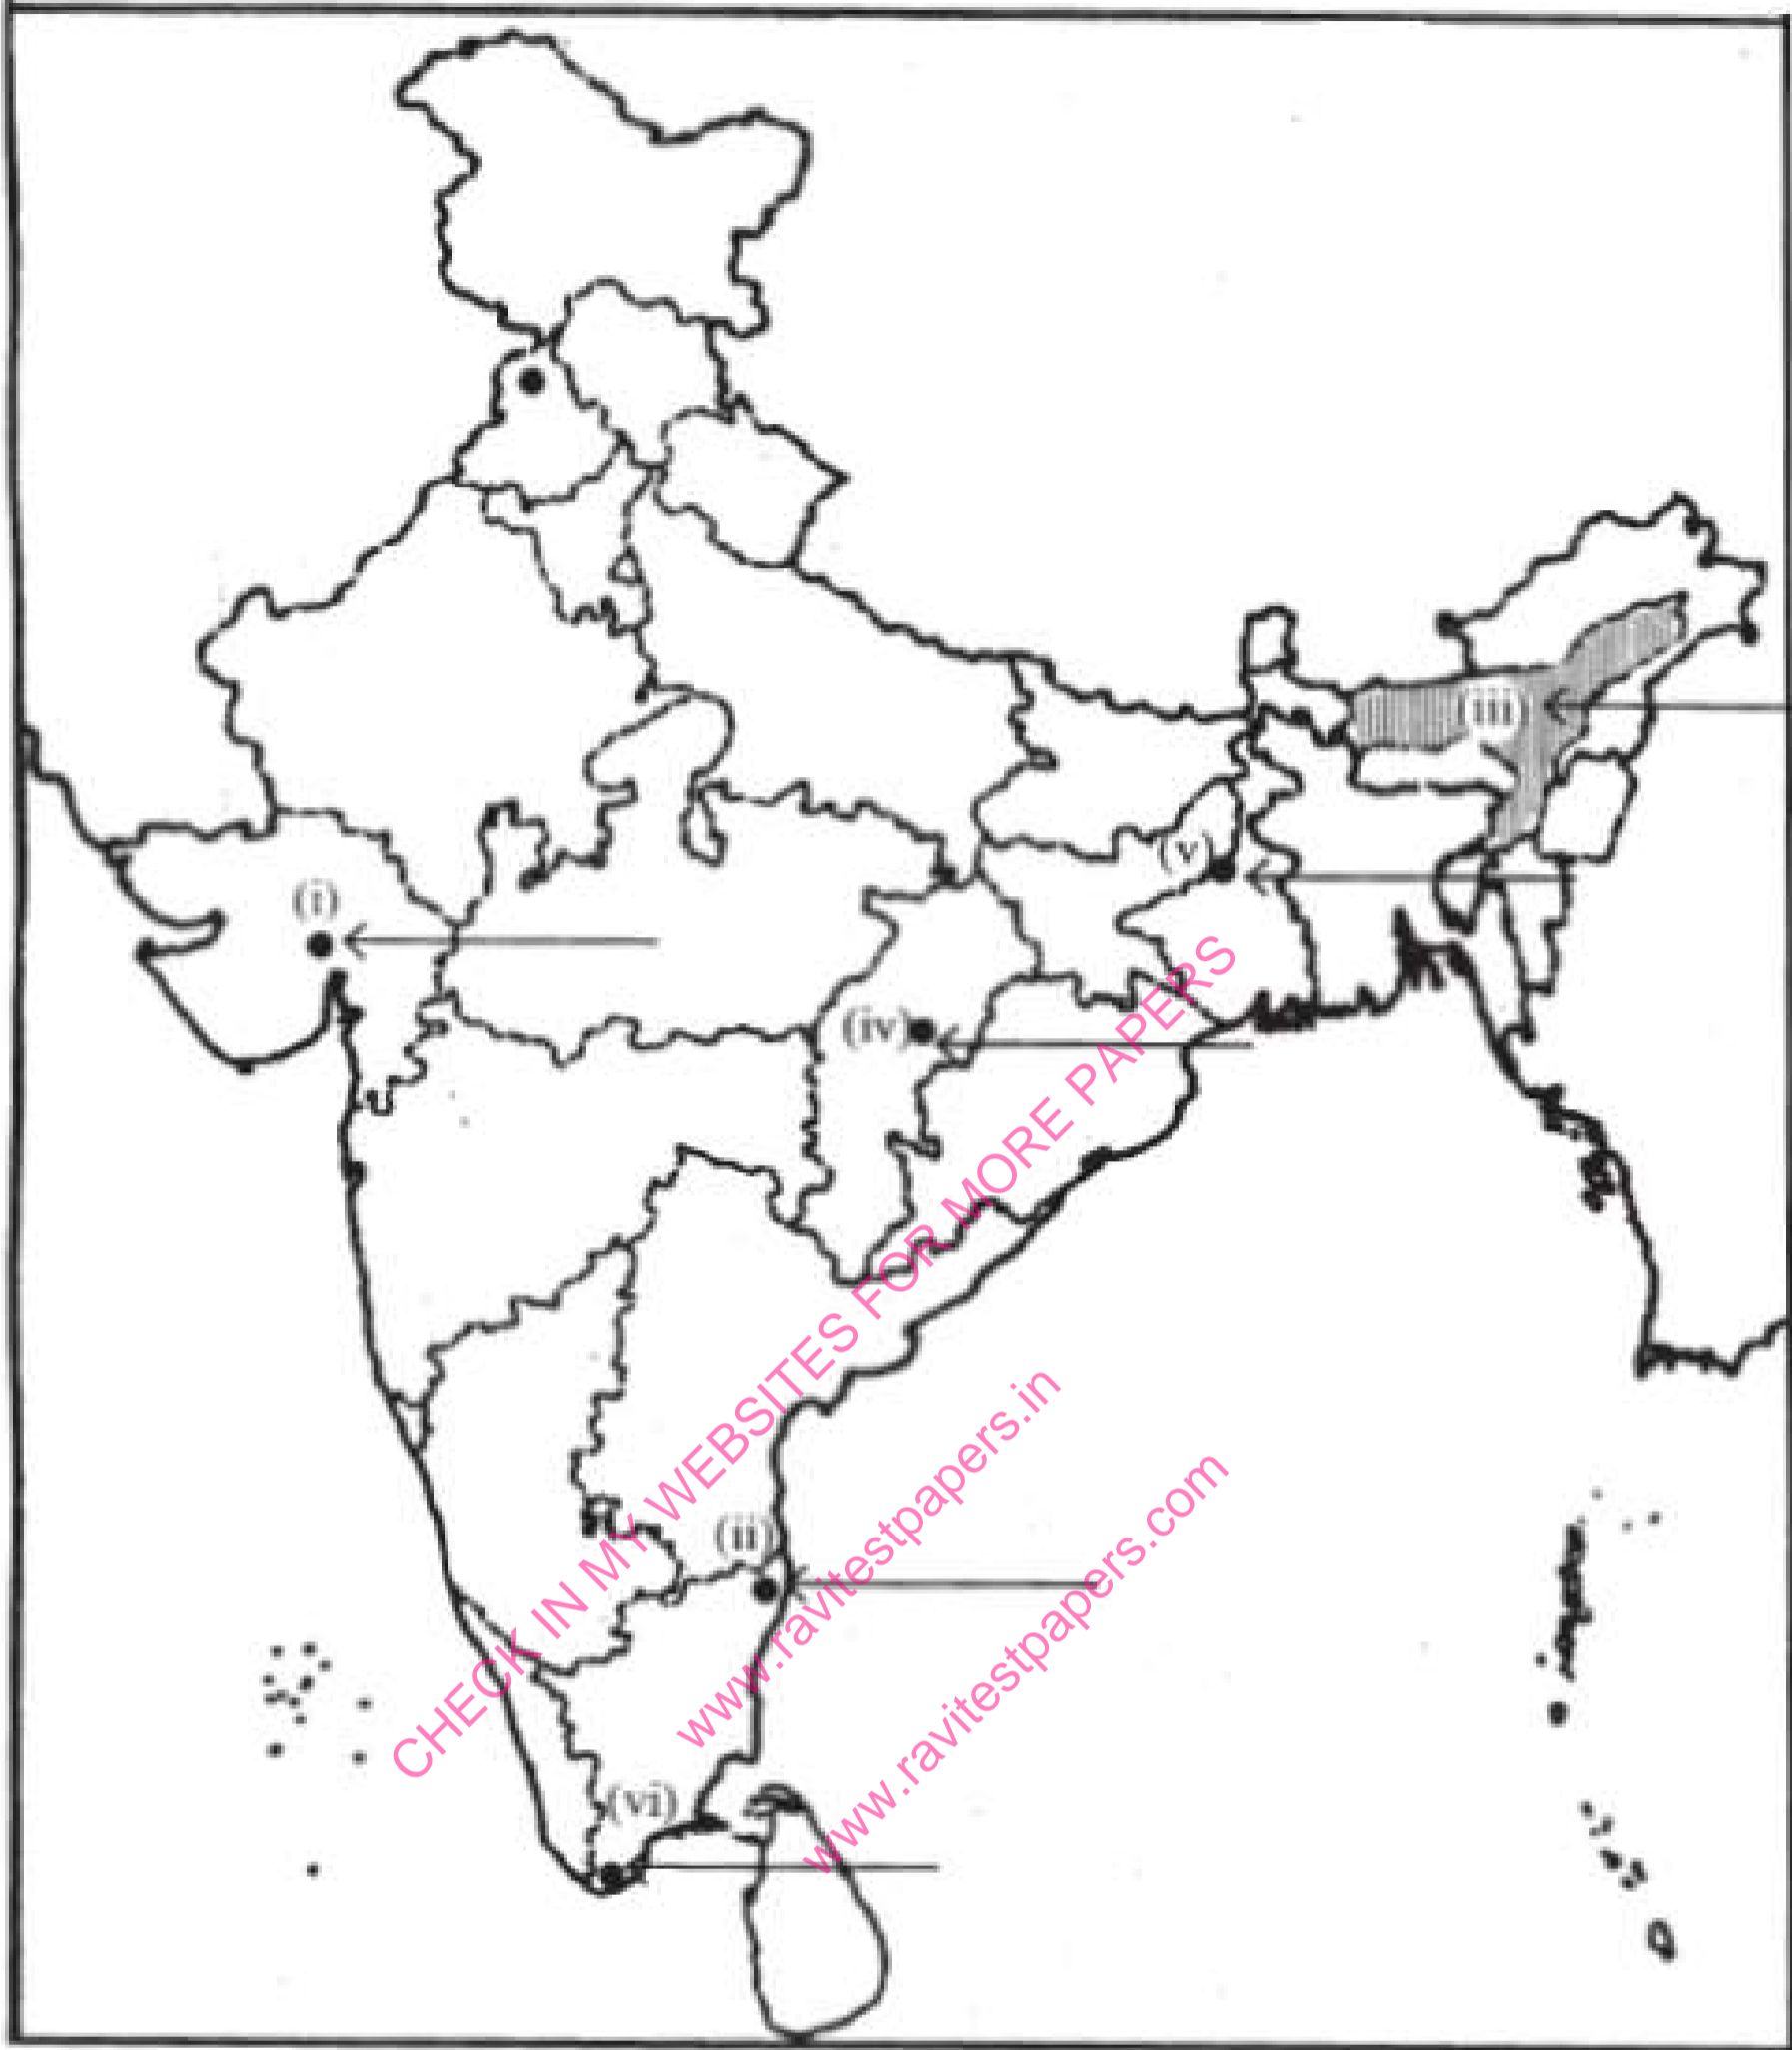 (iii)
(v)
(i)
(iv)
(ii)
(vi)
CHECK IN MY WEBSITES FOR MORE PAPERS
www.ravitestpapers.in
www.ravitestpapers.com